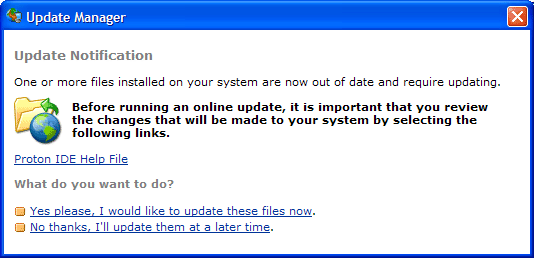 Update Manager
Update Notification
One or more files installed on your system are now out of date and require updating.
Before running an online update, it is important that you review
the changes that will be made to your system by selecting the
following links.
Proton IDE Help File
What do you want to do?
Yes please, I would like to update these files now.
No thanks, I'll update them at a later time.